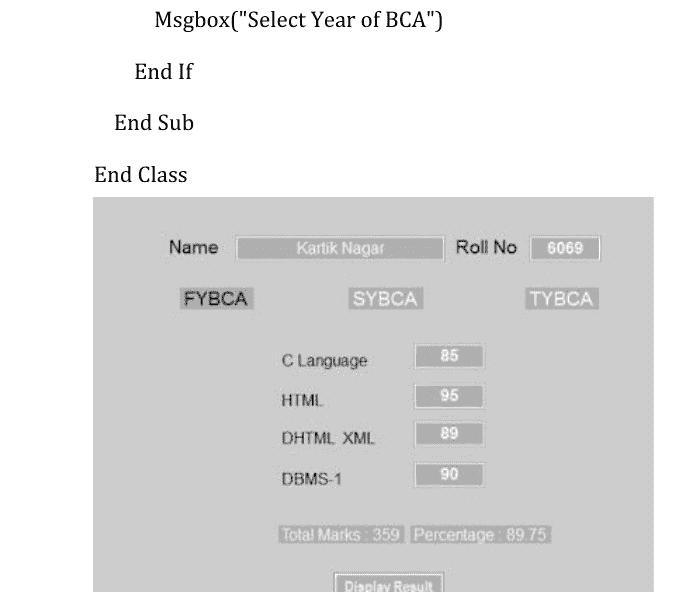 Msgbox("Select Year of BCA")
End If
End Sub
End Class
Name Kartik Nagar Roll No 6069
FYBCA SYBCA TYBCA
C Language 85
HTML 95
DHTML XML 89
DBMS-1 90
Total Marks : 359 Percentage : 89.75
Display Result